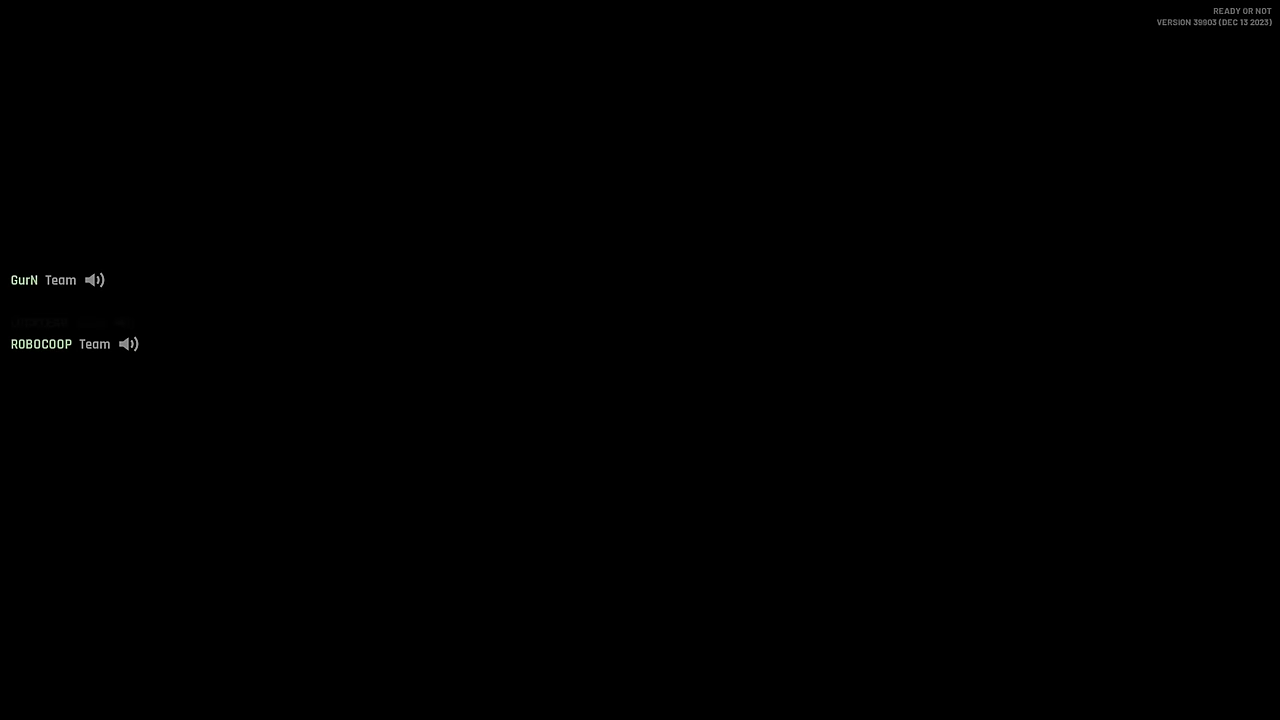 READY OR NOT
VERSION 39903 (DEC 13 2023)
GurN Team
ROBOCOOP Team